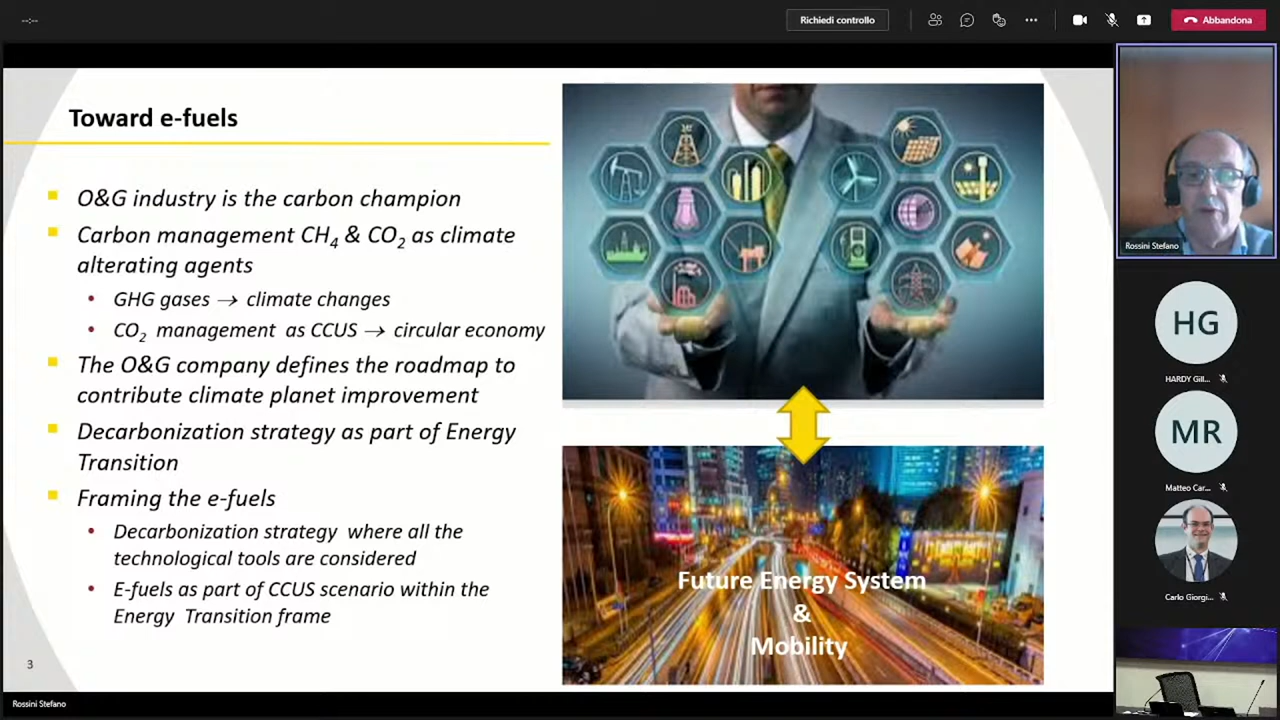 --:--
Richiedi controllo
Abbandona
Toward e-fuels
O&G industry is the carbon champion
Carbon management CH4 & CO2 as climate
alterating agents
GHG gases → climate changes
CO2 management as CCUS → circular economy
The O&G company defines the roadmap to
contribute climate planet improvement
Decarbonization strategy as part of Energy
Transition
Framing the e-fuels
Decarbonization strategy where all the
technological tools are considered
E-fuels as part of CCUS scenario within the
Energy Transition frame
3
Future Energy System
&
Mobility
Rossini Stefano
Rossini Stefano
HG
HARDY Gill...
MR
Matteo Car...
Carlo Giorgi...